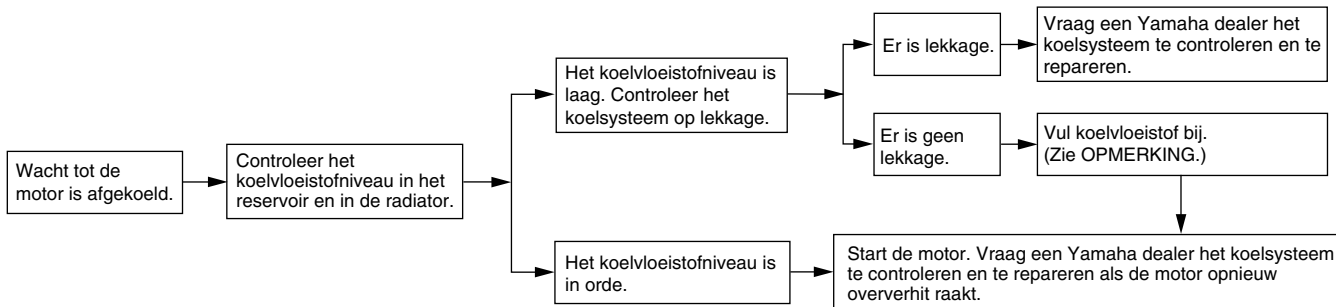 Wacht tot de
motor is afgekoeld.
Controleer het
koelvloeistofniveau in het
reservoir en in de radiator.
Het koelvloeistofniveau is
laag. Controleer het
koelsysteem op lekkage.
Er is lekkage.
Vraag een Yamaha dealer het
koelsysteem te controleren en te
repareren.
Er is geen
lekkage.
Vul koelvloeistof bij.
(Zie OPMERKING.)
Het koelvloeistofniveau is
in orde.
Start de motor. Vraag een Yamaha dealer het koelsysteem
te controleren en te repareren als de motor opnieuw
oververhit raakt.